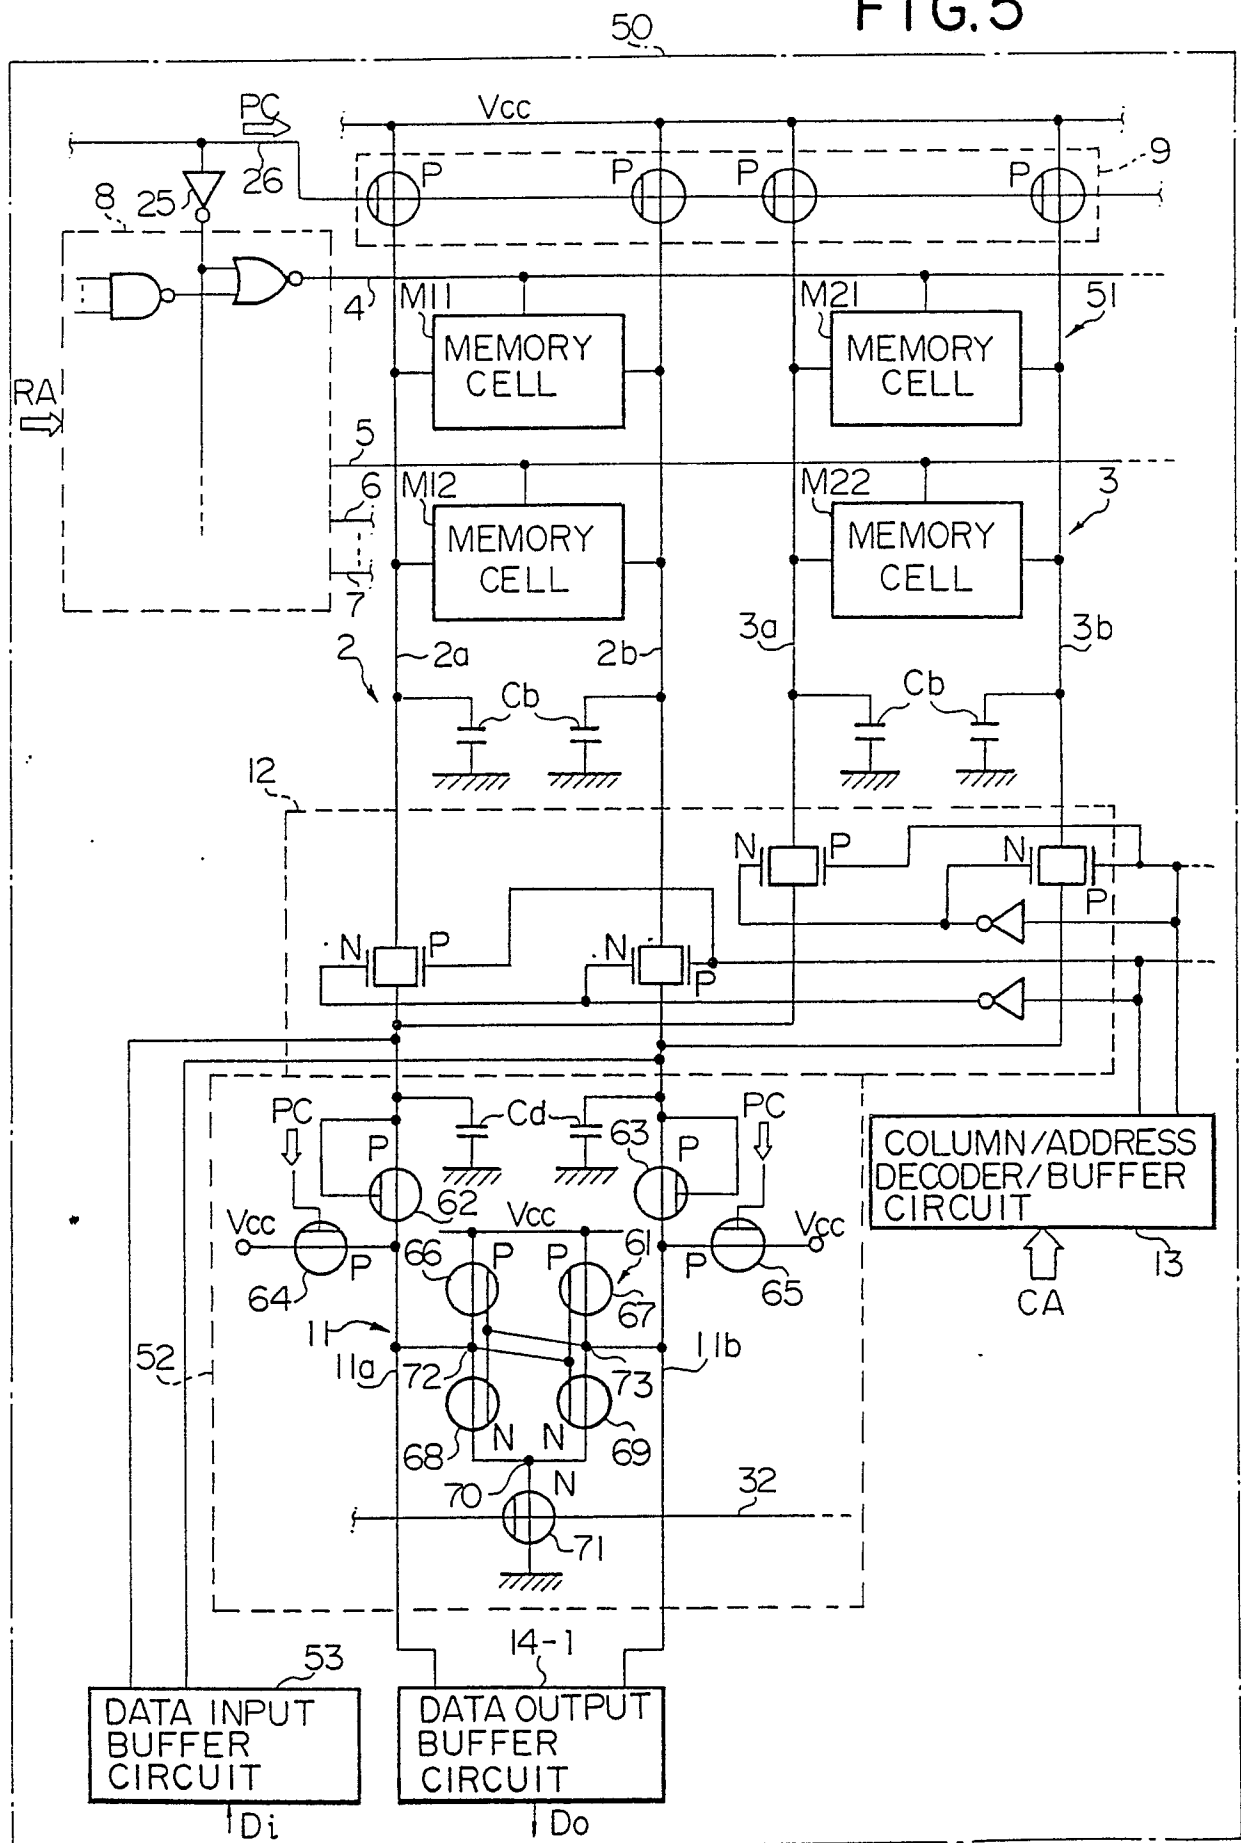 FIG.5
50
PC
Vcc
26
25
8
P
P
P
P
9
4
M11
MEMORY
CELL
M21
MEMORY
CELL
51
RA
5
6
7
M12
MEMORY
CELL
M22
MEMORY
CELL
3
2
2a
2b
3a
3b
Cb
Cb
12
N
P
N
P
N
P
N
P
PC
Cd
63
PC
P
P
62
Vcc
Vcc
Vcc
COLUMN/ADDRESS
DECODER/BUFFER
CIRCUIT
66
P
P
61
64
P
67
P
65
13
CA
11
11a
72
73
11b
52
68
N
N
69
70
N
32
71
14-1
53
DATA INPUT
BUFFER
CIRCUIT
DATA OUTPUT
BUFFER
CIRCUIT
Di
Do